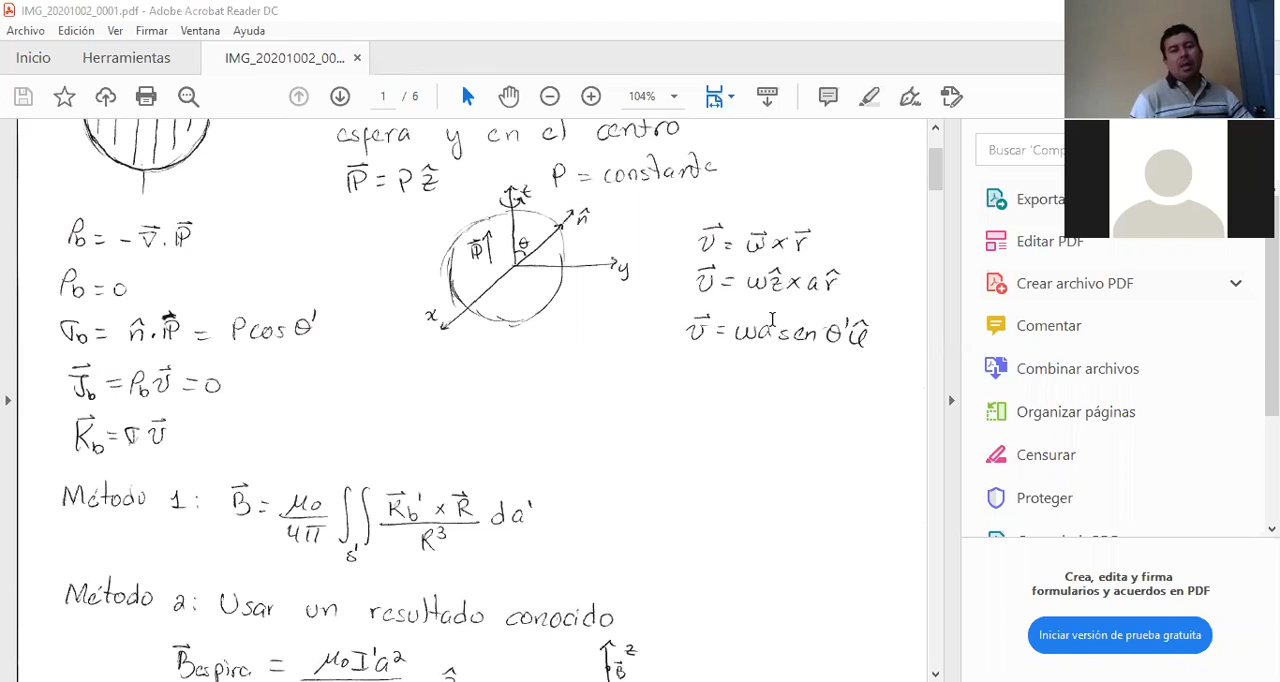 IMG_20201002_0001.pdf - Adobe Acrobat Reader DC
Archivo Edición Ver Firmar Ventana Ayuda
Inicio Herramientas IMG_20201002_00... ×
1 / 6 104%
esfera y en el centro
P⃗ = P ẑ P = constante
z
n̂
θ
P⃗
y
x
ρb = - ∇⃗ · P⃗
ρb = 0
σb = n̂ · P⃗ = P cos θ'
J⃗b = ρb v⃗ = 0
K⃗b = σ v⃗
v⃗ = ω⃗ × r⃗
v⃗ = ω ẑ × a r̂
v⃗ = ωa sen θ' φ̂
Método 1: B⃗ = μo/4π ∫∫s' K⃗b' × R⃗ / R³ da'
Método 2: Usar un resultado conocido
B⃗espira = μo I' a²
z
B⃗
Buscar 'Comp
Exporta
Editar PDF
Crear archivo PDF
Comentar
Combinar archivos
Organizar páginas
Censurar
Proteger
Crea, edita y firma
formularios y acuerdos en PDF
Iniciar versión de prueba gratuita